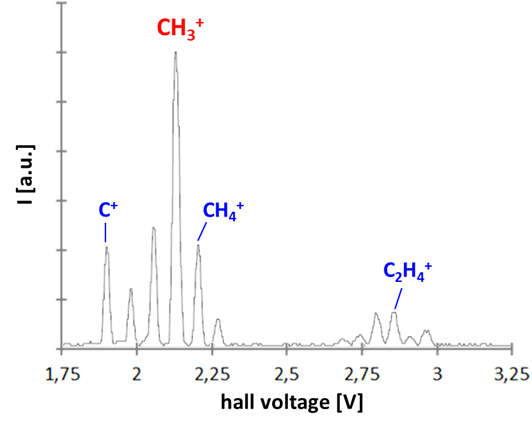 CH₃⁺
I [a.u.]
C⁺
CH₄⁺
C₂H₄⁺
1,75 2 2,25 2,5 2,75 3 3,25
hall voltage [V]